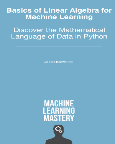 Basics of Linear Algebra for
Machine Learning
Discover the Mathematical
Language of Data in Python
MACHINE
LEARNING
MASTERY